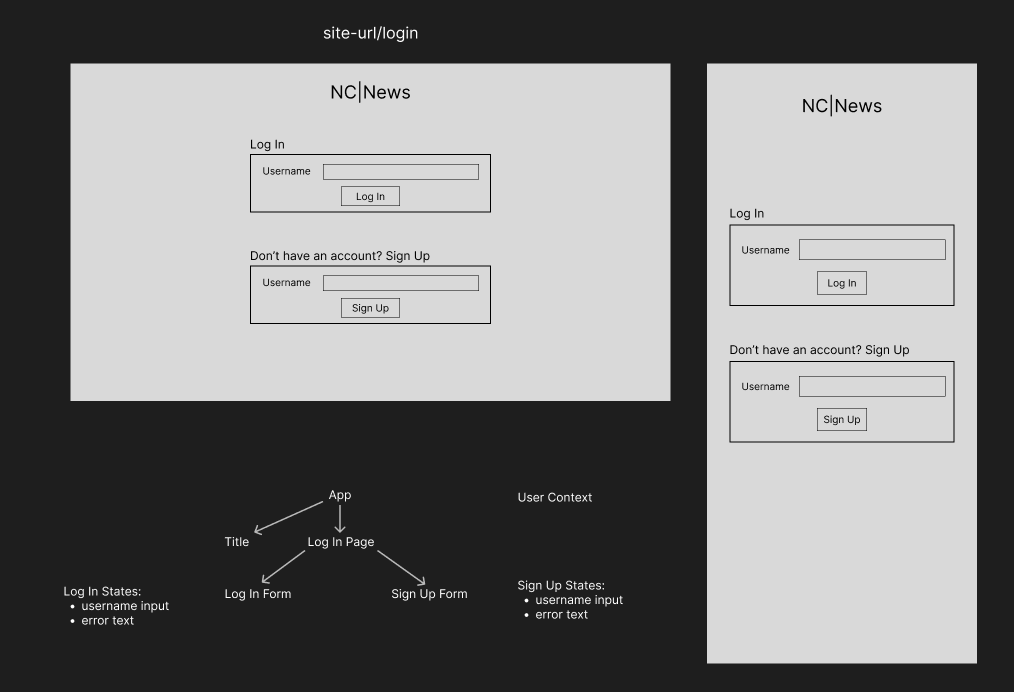 site-url/login
NC|News
Log In
Username
Log In
Don’t have an account? Sign Up
Username
Sign Up
NC|News
Log In
Username
Log In
Don’t have an account? Sign Up
Username
Sign Up
App
User Context
Title
Log In Page
Log In Form
Sign Up Form
Log In States:
• username input
• error text
Sign Up States:
• username input
• error text